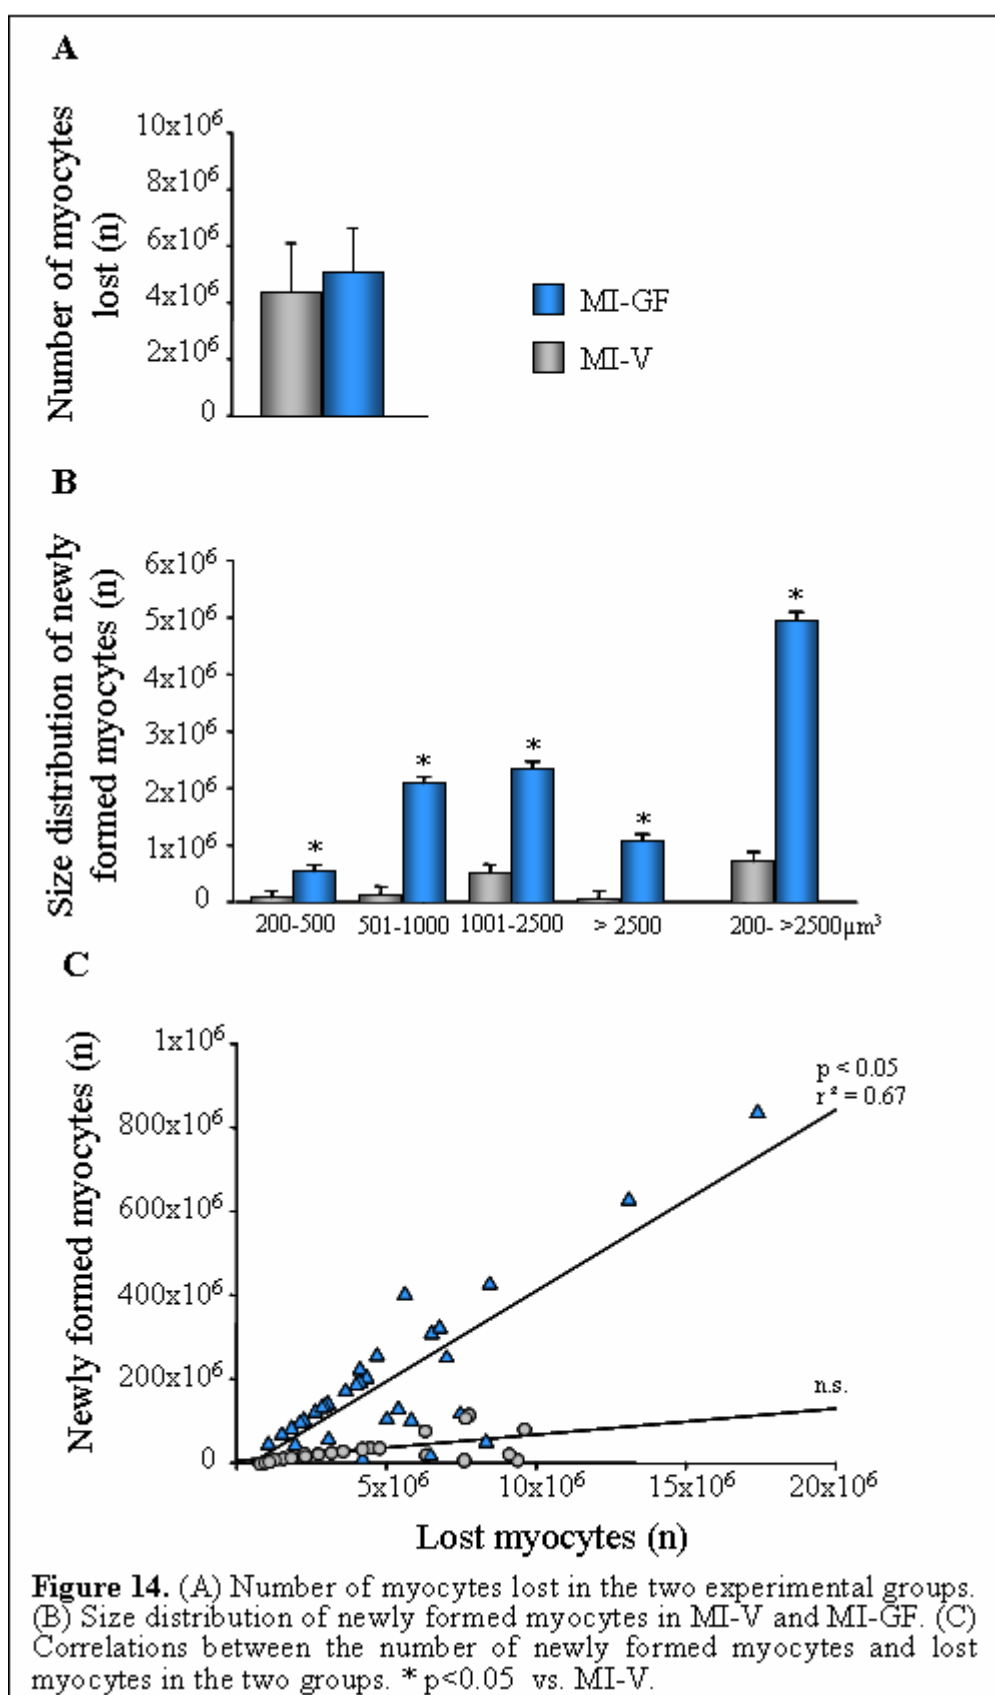 A
Number of myocytes
lost (n)
10x10⁶
8x10⁶
6x10⁶
4x10⁶
2x10⁶
0
MI-GF
MI-V
B
Size distribution of newly
formed myocytes (n)
6x10⁶
5x10⁶
4x10⁶
3x10⁶
2x10⁶
1x10⁶
0
* * * * *
200-500 501-1000 1001-2500 > 2500 200- >2500µm³
C
Newly formed myocytes (n)
1x10⁶
800x10⁶
600x10⁶
400x10⁶
200x10⁶
0
p < 0.05
r² = 0.67
n.s.
5x10⁶ 10x10⁶ 15x10⁶ 20x10⁶
Lost myocytes (n)
Figure 14. (A) Number of myocytes lost in the two experimental groups.
(B) Size distribution of newly formed myocytes in MI-V and MI-GF. (C)
Correlations between the number of newly formed myocytes and lost
myocytes in the two groups. * p<0.05 vs. MI-V.